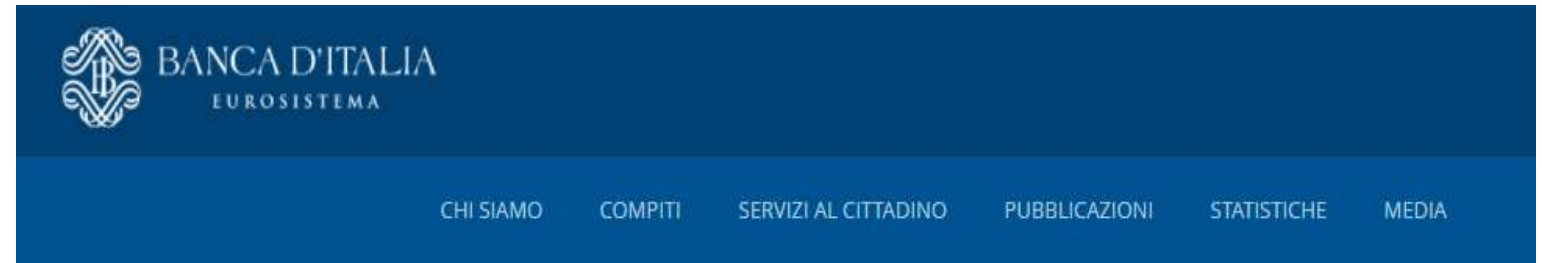 BANCA D'ITALIA
EUROSISTEMA
CHI SIAMO COMPITI SERVIZI AL CITTADINO PUBBLICAZIONI STATISTICHE MEDIA